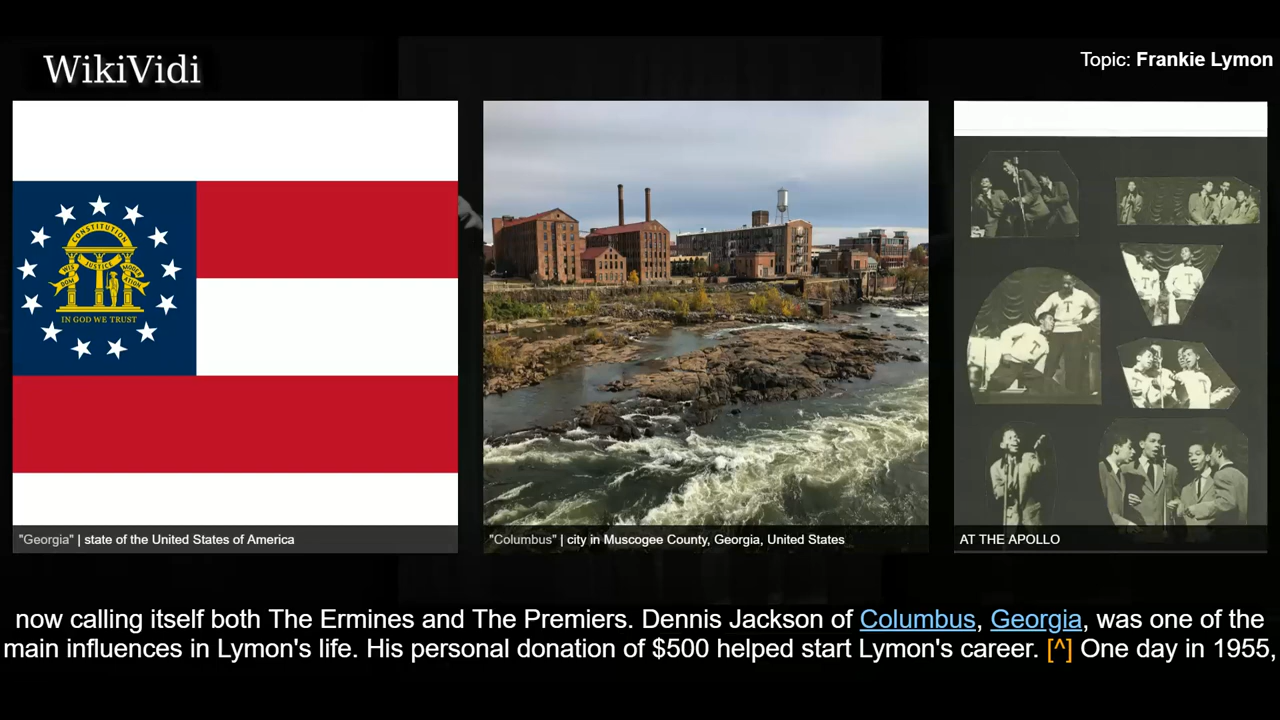 WikiVidi
Topic: Frankie Lymon
CONSTITUTION
WISDOM
JUSTICE
MODERATION
IN GOD WE TRUST
"Georgia" | state of the United States of America
"Columbus" | city in Muscogee County, Georgia, United States
AT THE APOLLO
T
T
T
T
now calling itself both The Ermines and The Premiers. Dennis Jackson of Columbus, Georgia, was one of the
main influences in Lymon's life. His personal donation of $500 helped start Lymon's career. [^] One day in 1955,